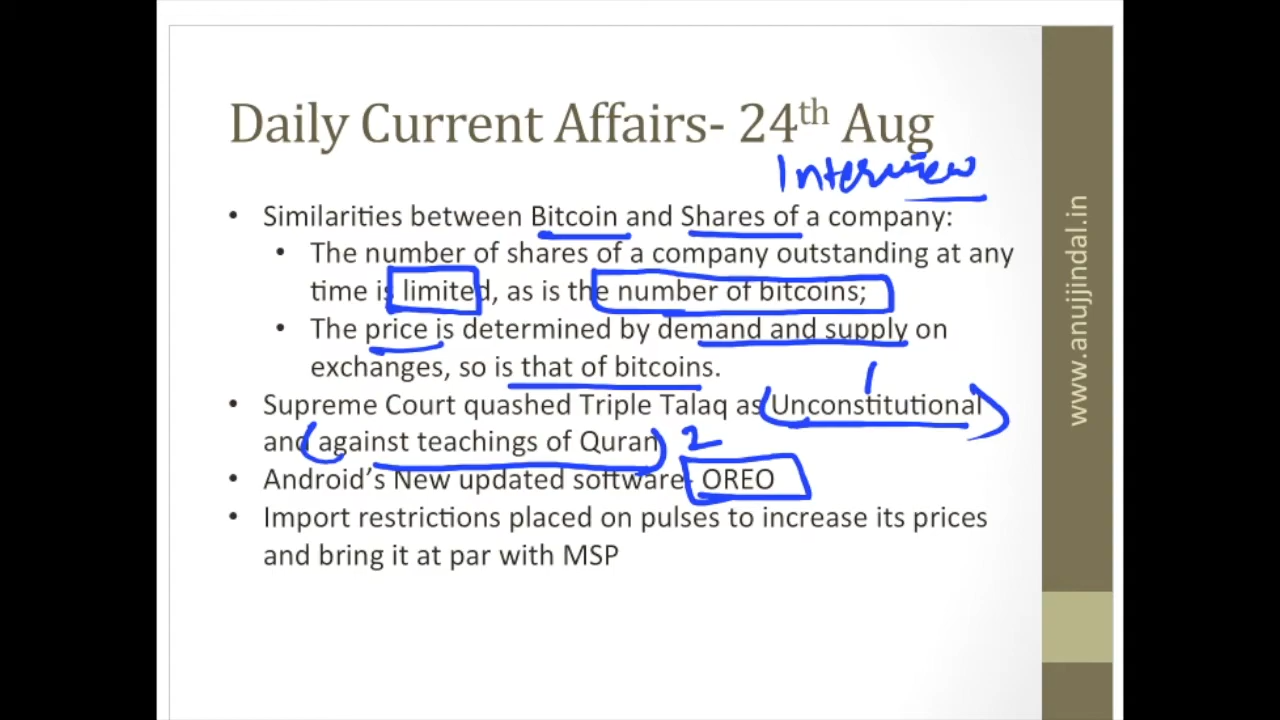 Daily Current Affairs- 24th Aug
Interview
• Similarities between Bitcoin and Shares of a company:
• The number of shares of a company outstanding at any
time is limited, as is the number of bitcoins;
• The price is determined by demand and supply on
exchanges, so is that of bitcoins.
1
• Supreme Court quashed Triple Talaq as Unconstitutional
and against teachings of Quran 2
• Android's New updated software- OREO
• Import restrictions placed on pulses to increase its prices
and bring it at par with MSP
www.anujjindal.in